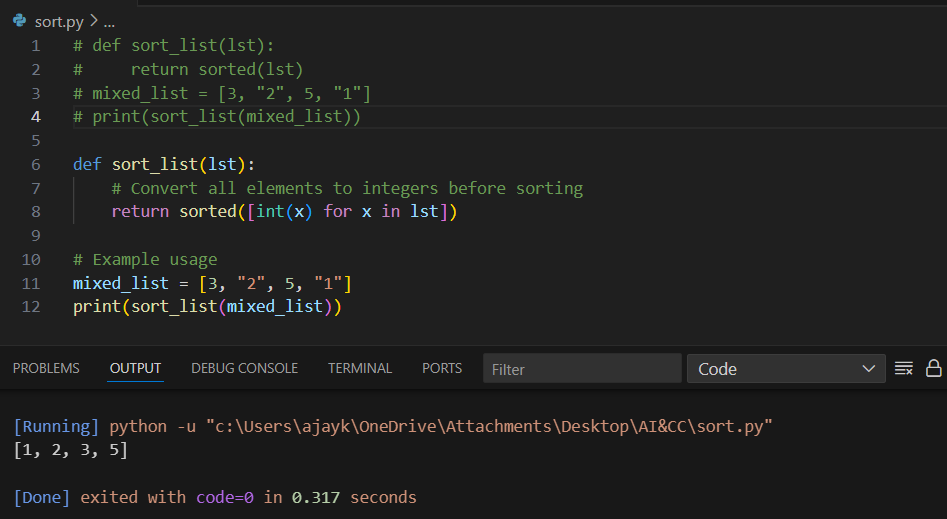 sort.py > ...
1 # def sort_list(lst):
2 #     return sorted(lst)
3 # mixed_list = [3, "2", 5, "1"]
4 # print(sort_list(mixed_list))
5
6 def sort_list(lst):
7     # Convert all elements to integers before sorting
8     return sorted([int(x) for x in lst])
9
10 # Example usage
11 mixed_list = [3, "2", 5, "1"]
12 print(sort_list(mixed_list))
PROBLEMS OUTPUT DEBUG CONSOLE TERMINAL PORTS Filter Code
[Running] python -u "c:\Users\ajayk\OneDrive\Attachments\Desktop\AI&CC\sort.py"
[1, 2, 3, 5]
[Done] exited with code=0 in 0.317 seconds